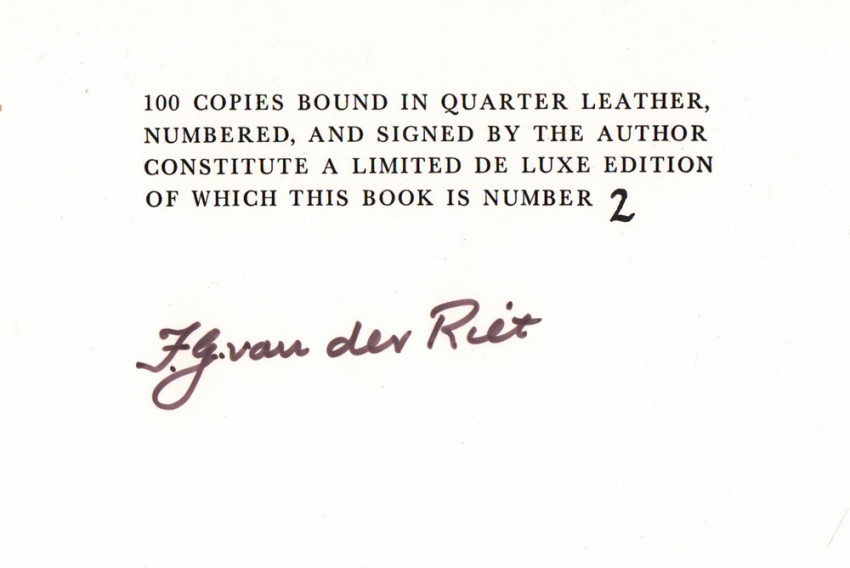 100 COPIES BOUND IN QUARTER LEATHER,
NUMBERED, AND SIGNED BY THE AUTHOR
CONSTITUTE A LIMITED DE LUXE EDITION
OF WHICH THIS BOOK IS NUMBER 2
F.G. van der Riet